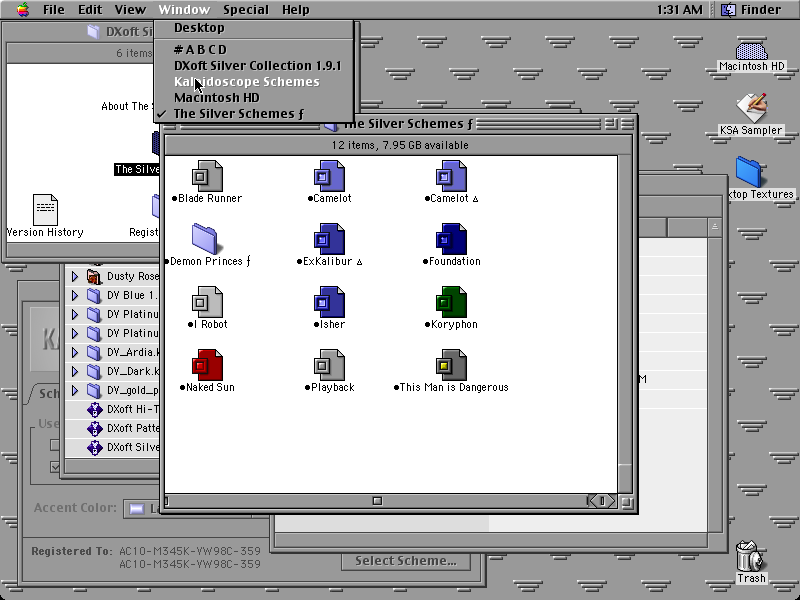 File Edit View Window Special Help 1:31 AM Finder
DXoft Si
6 items
Desktop
# A B C D
DXoft Silver Collection 1.9.1
Kaleidoscope Schemes
Macintosh HD
✓ The Silver Schemes ƒ
About The S
The Silver
Version History
Regist
The Silver Schemes ƒ
12 items, 7.95 GB available
•Blade Runner
•Camelot
•Camelot ∆
•Demon Princes ƒ
•ExKalibur ∆
•Foundation
•I Robot
•Isher
•Koryphon
•Naked Sun
•Playback
•This Man is Dangerous
Macintosh HD
KSA Sampler
ktop Textures
Trash
Dusty Rose
DV Blue 1.
DV Platinu
DV Platinu
DV_Ardia.k
DV_Dark.k
DV_gold_p
DXoft Hi-T
DXoft Patte
DXoft Silve
M
Sch
Use
Accent Color:
Registered To: AC10-M345K-YW98C-359
AC10-M345K-YW98C-359
Select Scheme...